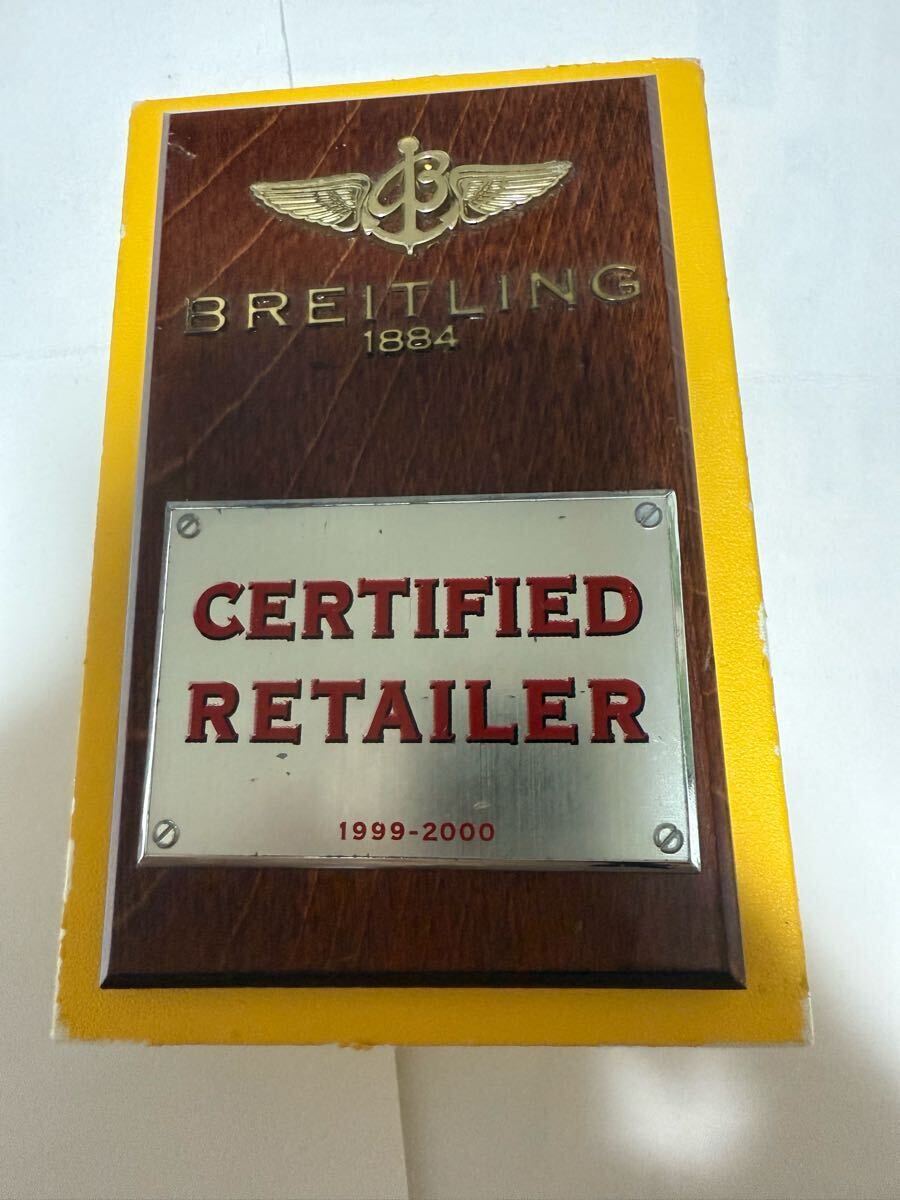 B
BREITLING
1884
CERTIFIED
RETAILER
1999-2000